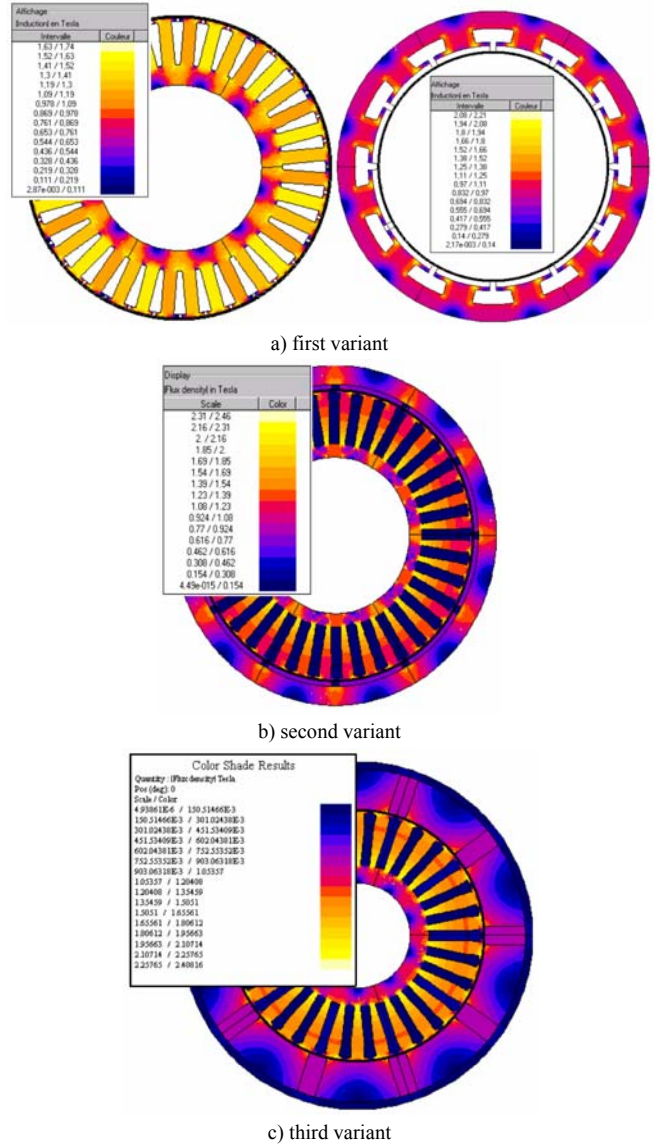 Affichage
|Induction| en Tesla
Intervalle Couleur
1,63 / 1,74
1,52 / 1,63
1,41 / 1,52
1,3 / 1,41
1,19 / 1,3
1,09 / 1,19
0,978 / 1,09
0,869 / 0,978
0,761 / 0,869
0,653 / 0,761
0,544 / 0,653
0,436 / 0,544
0,328 / 0,436
0,219 / 0,328
0,111 / 0,219
2,87e-003 / 0,111
Affichage
|Induction| en Tesla
Intervalle Couleur
2,08 / 2,21
1,94 / 2,08
1,8 / 1,94
1,66 / 1,8
1,52 / 1,66
1,38 / 1,52
1,25 / 1,38
1,11 / 1,25
0,97 / 1,11
0,832 / 0,97
0,694 / 0,832
0,555 / 0,694
0,417 / 0,555
0,279 / 0,417
0,14 / 0,279
2,17e-003 / 0,14
a) first variant
Display
|Flux density| in Tesla
Scale Color
2.31 / 2.46
2.16 / 2.31
2. / 2.16
1.85 / 2.
1.69 / 1.85
1.54 / 1.69
1.39 / 1.54
1.23 / 1.39
1.08 / 1.23
0.924 / 1.08
0.77 / 0.924
0.616 / 0.77
0.462 / 0.616
0.308 / 0.462
0.154 / 0.308
4.49e-015 / 0.154
b) second variant
Color Shade Results
Quantity : |Flux density| Tesla
Pos (deg): 0
Scale / Color
4.93861E-6 / 150.51466E-3
150.51466E-3 / 301.02438E-3
301.02438E-3 / 451.53409E-3
451.53409E-3 / 602.04381E-3
602.04381E-3 / 752.55352E-3
752.55352E-3 / 903.06318E-3
903.06318E-3 / 1.05357
1.05357 / 1.20408
1.20408 / 1.35459
1.35459 / 1.5051
1.5051 / 1.65561
1.65561 / 1.80612
1.80612 / 1.95663
1.95663 / 2.10714
2.10714 / 2.25765
2.25765 / 2.40816
c) third variant